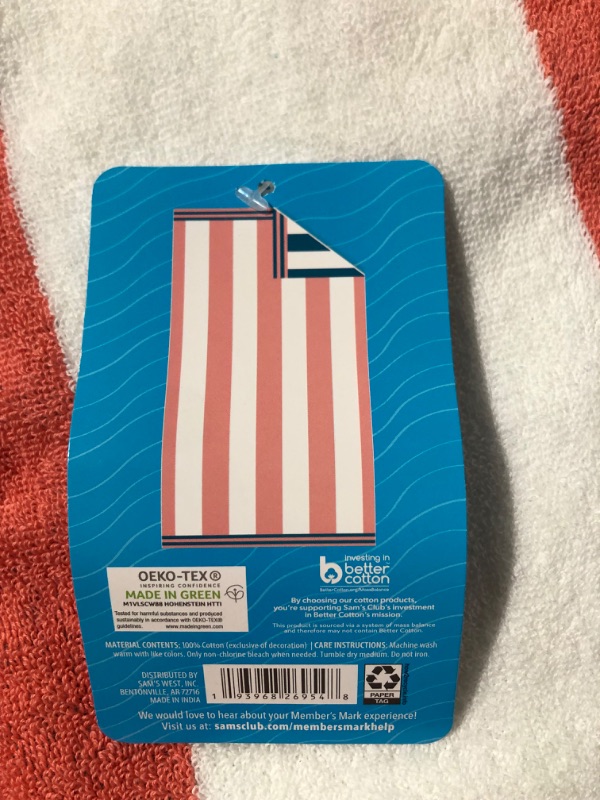 OEKO-TEX®
INSPIRING CONFIDENCE
MADE IN GREEN
M1VLSCW88 HOHENSTEIN HTTI
Tested for harmful substances and produced
sustainably in accordance with OEKO-TEX®
guidelines. www.madeingreen.com
investing in
better
cotton
By choosing our cotton products,
you're supporting Sam's Club's investment
in Better Cotton's mission.
This product is sourced via a system of mass balance
and therefore may not contain Better Cotton.
MATERIAL CONTENTS: 100% Cotton (exclusive of decoration) | CARE INSTRUCTIONS: Machine wash
warm with like colors. Only non-chlorine bleach when needed. Tumble dry medium. Do not iron.
DISTRIBUTED BY
SAM'S WEST, INC.
BENTONVILLE, AR 72716
MADE IN INDIA
1 93968 26954 8
PAPER
TAG
We would love to hear about your Member's Mark experience!
Visit us at: samsclub.com/membersmarkhelp